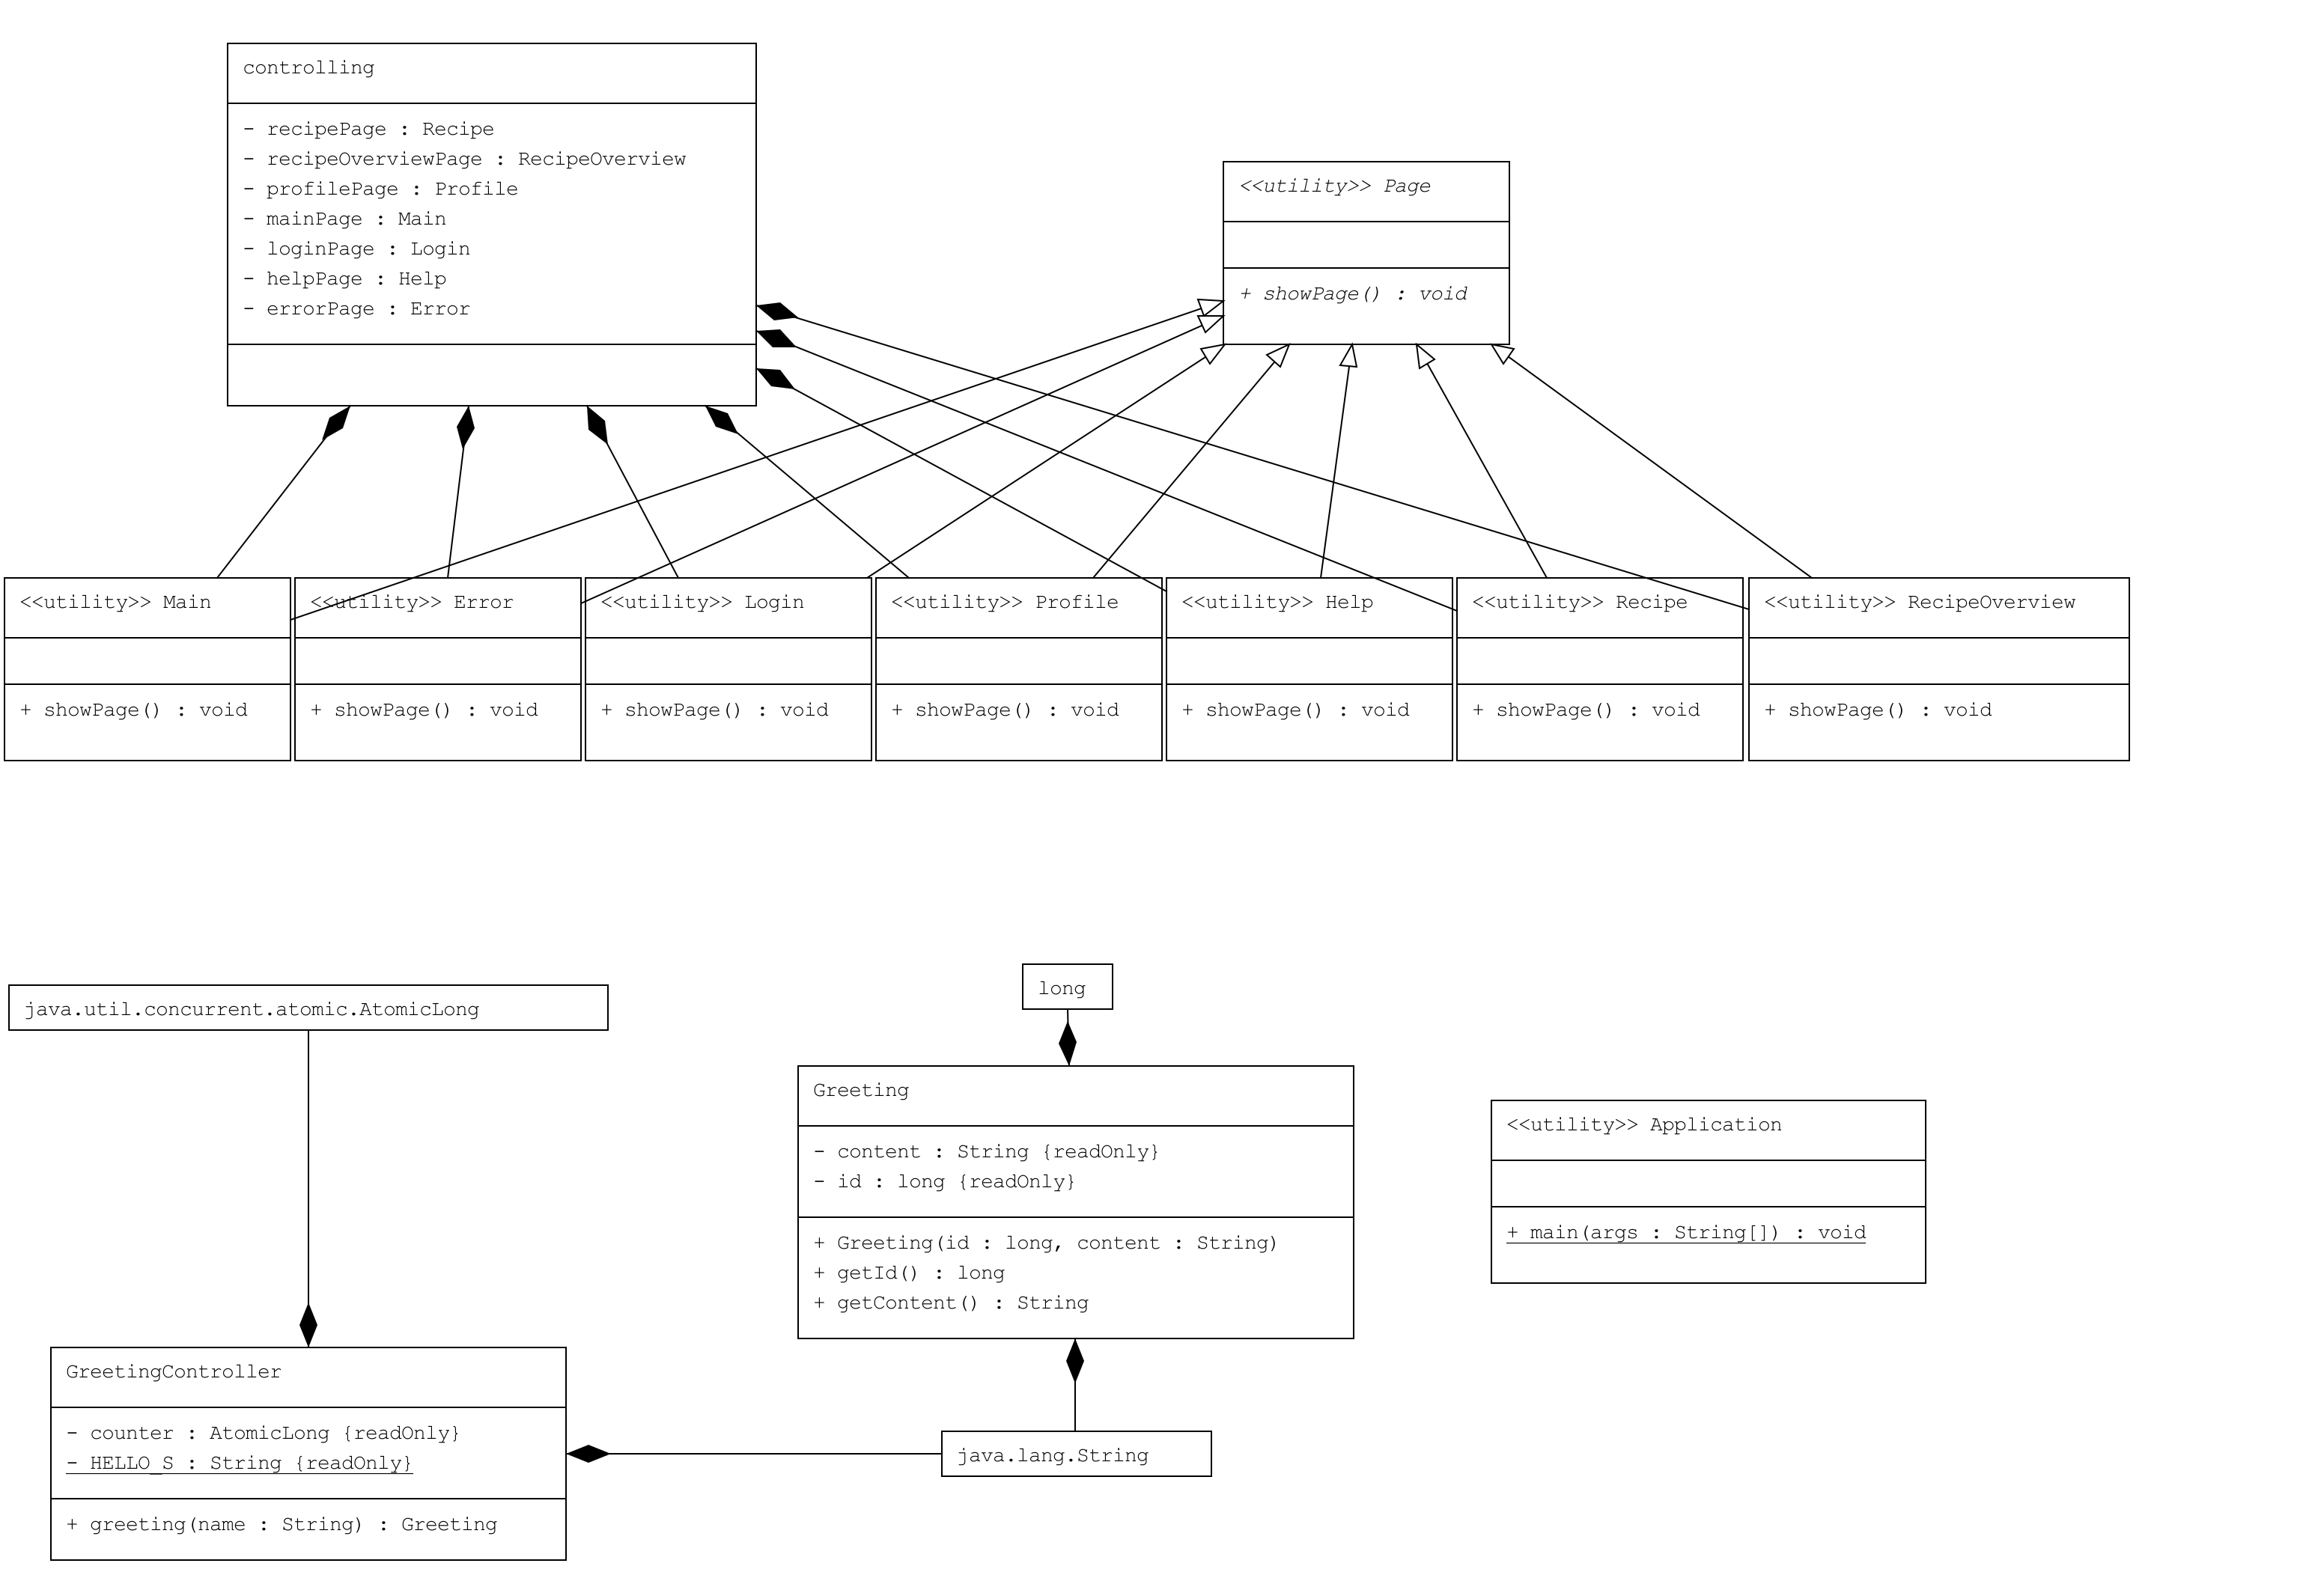 controlling
- recipePage : Recipe
- recipeOverviewPage : RecipeOverview
- profilePage : Profile
- mainPage : Main
- loginPage : Login
- helpPage : Help
- errorPage : Error
<<utility>> Page
+ showPage() : void
<<utility>> Main
+ showPage() : void
<<utility>> Error
+ showPage() : void
<<utility>> Login
+ showPage() : void
<<utility>> Profile
+ showPage() : void
<<utility>> Help
+ showPage() : void
<<utility>> Recipe
+ showPage() : void
<<utility>> RecipeOverview
+ showPage() : void
java.util.concurrent.atomic.AtomicLong
long
Greeting
- content : String {readOnly}
- id : long {readOnly}
+ Greeting(id : long, content : String)
+ getId() : long
+ getContent() : String
<<utility>> Application
+ main(args : String[]) : void
GreetingController
- counter : AtomicLong {readOnly}
- HELLO_S : String {readOnly}
+ greeting(name : String) : Greeting
java.lang.String